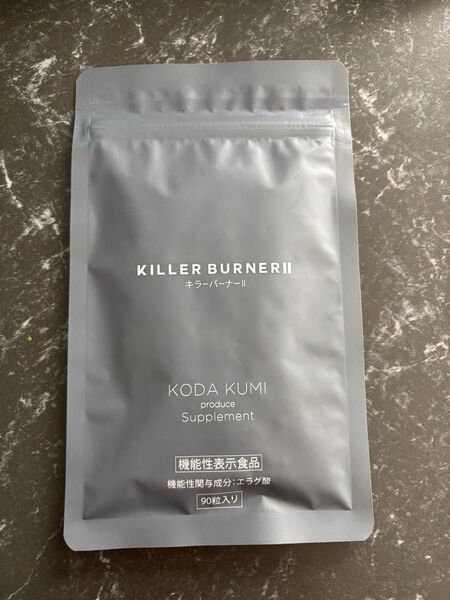 KILLER BURNERⅡ
キラーバーナーⅡ
KODA KUMI
produce
Supplement
機能性表示食品
機能性関与成分：エラグ酸
90粒入り